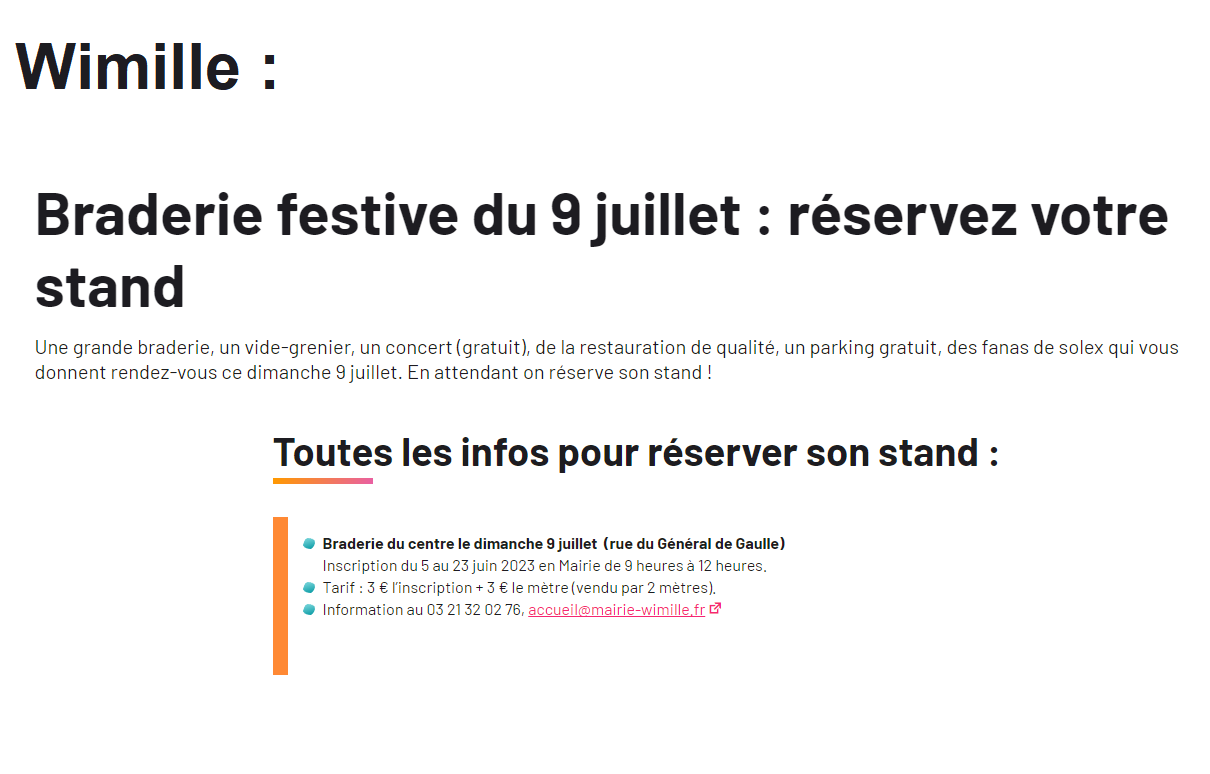 Wimille :
Braderie festive du 9 juillet : réservez votre
stand
Une grande braderie, un vide-grenier, un concert (gratuit), de la restauration de qualité, un parking gratuit, des fanas de solex qui vous
donnent rendez-vous ce dimanche 9 juillet. En attendant on réserve son stand !
Toutes les infos pour réserver son stand :
Braderie du centre le dimanche 9 juillet (rue du Général de Gaulle)
Inscription du 5 au 23 juin 2023 en Mairie de 9 heures à 12 heures.
Tarif : 3 € l'inscription + 3 € le mètre (vendu par 2 mètres).
Information au 03 21 32 02 76, accueil@mairie-wimille.fr